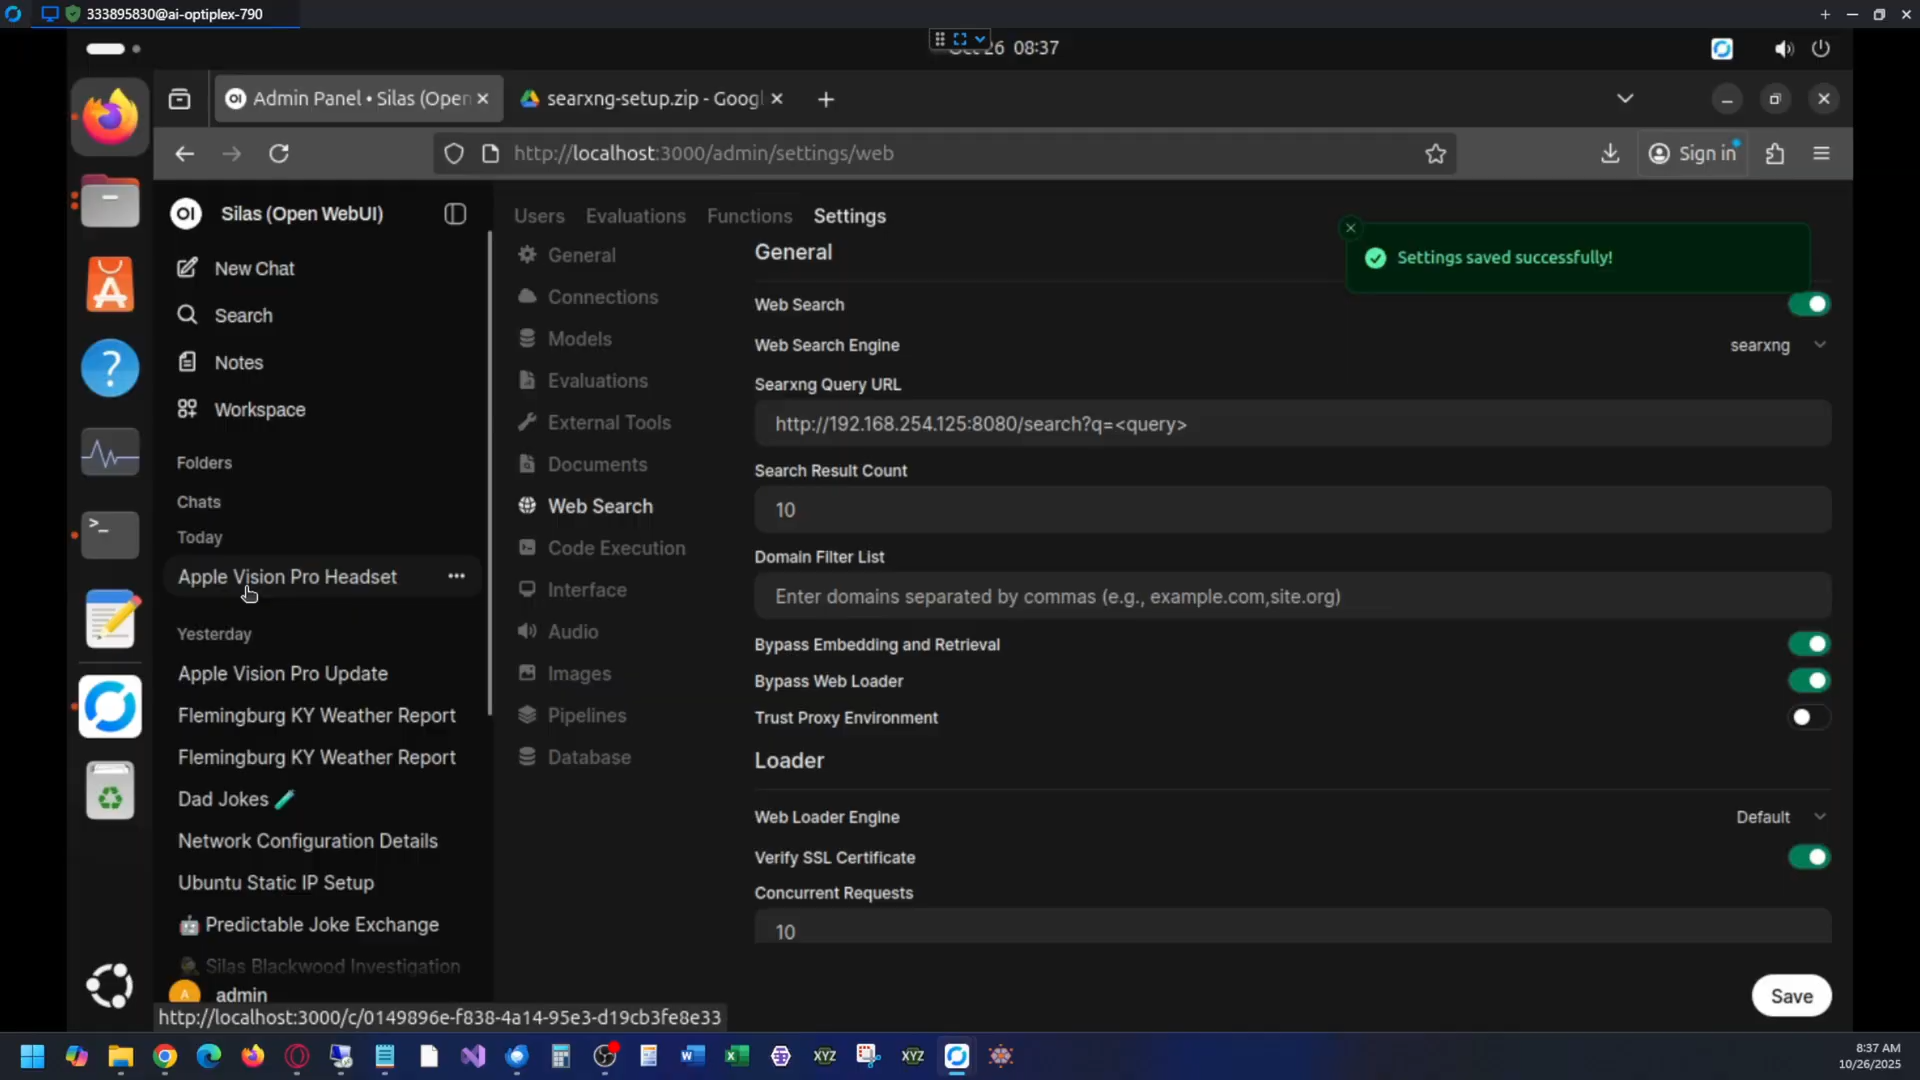 333895830@ai-optiplex-790
26 08:37
Admin Panel • Silas (Open
searxng-setup.zip - Googl
http://localhost:3000/admin/settings/web
Sign in
OI
Silas (Open WebUI)
New Chat
Search
Notes
Workspace
Folders
Chats
Today
Apple Vision Pro Headset
Yesterday
Apple Vision Pro Update
Flemingburg KY Weather Report
Flemingburg KY Weather Report
Dad Jokes 🧪
Network Configuration Details
Ubuntu Static IP Setup
🤖 Predictable Joke Exchange
Silas Blackwood Investigation
A
admin
http://localhost:3000/c/0149896e-f838-4a14-95e3-d19cb3fe8e33
Users
Evaluations
Functions
Settings
General
Connections
Models
Evaluations
External Tools
Documents
Web Search
Code Execution
Interface
Audio
Images
Pipelines
Database
General
Settings saved successfully!
Web Search
Web Search Engine
searxng
Searxng Query URL
http://192.168.254.125:8080/search?q=<query>
Search Result Count
10
Domain Filter List
Enter domains separated by commas (e.g., example.com,site.org)
Bypass Embedding and Retrieval
Bypass Web Loader
Trust Proxy Environment
Loader
Web Loader Engine
Default
Verify SSL Certificate
Concurrent Requests
10
Save
XYZ
XYZ
8:37 AM
10/26/2025